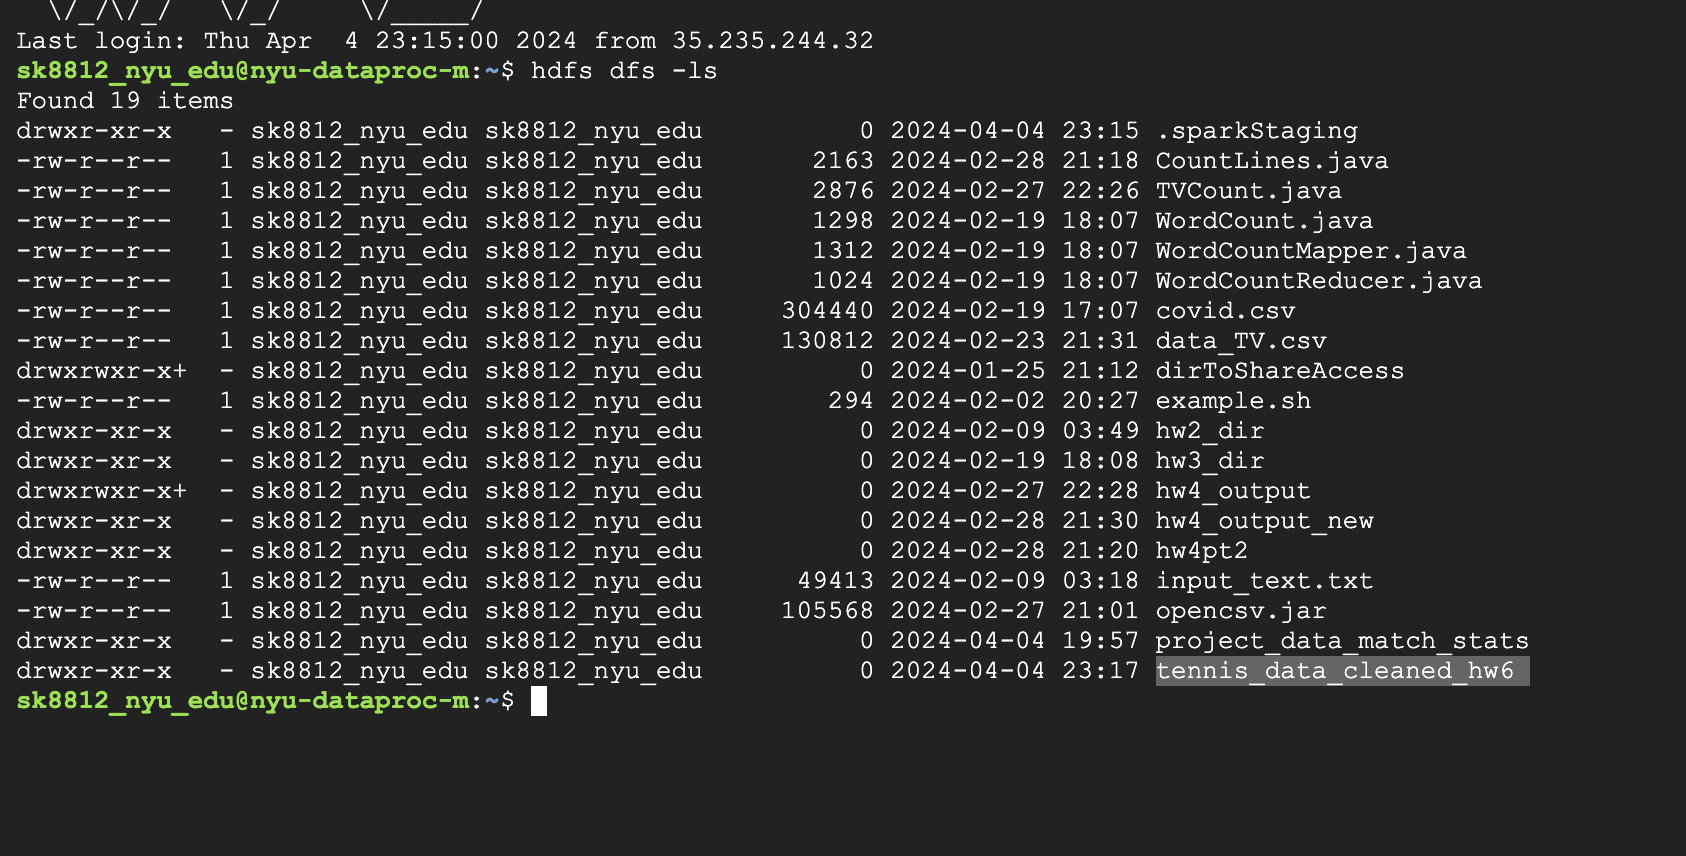 \/_/\/_/   \/_/     \/_____/
Last login: Thu Apr  4 23:15:00 2024 from 35.235.244.32
sk8812_nyu_edu@nyu-dataproc-m:~$ hdfs dfs -ls
Found 19 items
drwxr-xr-x   - sk8812_nyu_edu sk8812_nyu_edu          0 2024-04-04 23:15 .sparkStaging
-rw-r--r--   1 sk8812_nyu_edu sk8812_nyu_edu       2163 2024-02-28 21:18 CountLines.java
-rw-r--r--   1 sk8812_nyu_edu sk8812_nyu_edu       2876 2024-02-27 22:26 TVCount.java
-rw-r--r--   1 sk8812_nyu_edu sk8812_nyu_edu       1298 2024-02-19 18:07 WordCount.java
-rw-r--r--   1 sk8812_nyu_edu sk8812_nyu_edu       1312 2024-02-19 18:07 WordCountMapper.java
-rw-r--r--   1 sk8812_nyu_edu sk8812_nyu_edu       1024 2024-02-19 18:07 WordCountReducer.java
-rw-r--r--   1 sk8812_nyu_edu sk8812_nyu_edu     304440 2024-02-19 17:07 covid.csv
-rw-r--r--   1 sk8812_nyu_edu sk8812_nyu_edu     130812 2024-02-23 21:31 data_TV.csv
drwxrwxr-x+  - sk8812_nyu_edu sk8812_nyu_edu          0 2024-01-25 21:12 dirToShareAccess
-rw-r--r--   1 sk8812_nyu_edu sk8812_nyu_edu        294 2024-02-02 20:27 example.sh
drwxr-xr-x   - sk8812_nyu_edu sk8812_nyu_edu          0 2024-02-09 03:49 hw2_dir
drwxr-xr-x   - sk8812_nyu_edu sk8812_nyu_edu          0 2024-02-19 18:08 hw3_dir
drwxrwxr-x+  - sk8812_nyu_edu sk8812_nyu_edu          0 2024-02-27 22:28 hw4_output
drwxr-xr-x   - sk8812_nyu_edu sk8812_nyu_edu          0 2024-02-28 21:30 hw4_output_new
drwxr-xr-x   - sk8812_nyu_edu sk8812_nyu_edu          0 2024-02-28 21:20 hw4pt2
-rw-r--r--   1 sk8812_nyu_edu sk8812_nyu_edu      49413 2024-02-09 03:18 input_text.txt
-rw-r--r--   1 sk8812_nyu_edu sk8812_nyu_edu     105568 2024-02-27 21:01 opencsv.jar
drwxr-xr-x   - sk8812_nyu_edu sk8812_nyu_edu          0 2024-04-04 19:57 project_data_match_stats
drwxr-xr-x   - sk8812_nyu_edu sk8812_nyu_edu          0 2024-04-04 23:17 tennis_data_cleaned_hw6
sk8812_nyu_edu@nyu-dataproc-m:~$